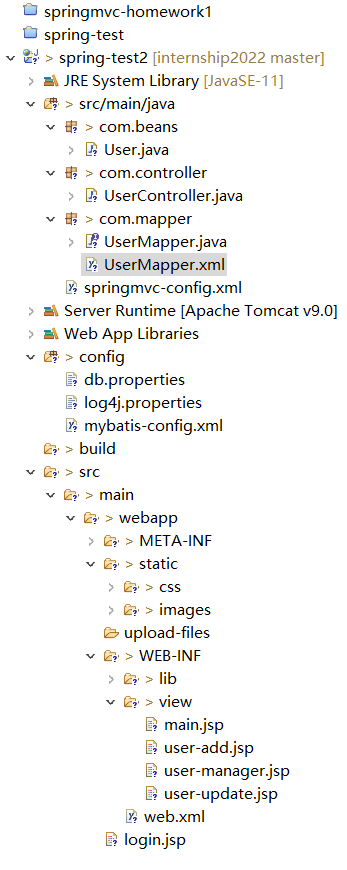 springmvc-homework1
spring-test
> spring-test2 [internship2022 master]
JRE System Library [JavaSE-11]
> src/main/java
> com.beans
User.java
> com.controller
UserController.java
> com.mapper
UserMapper.java
UserMapper.xml
springmvc-config.xml
Server Runtime [Apache Tomcat v9.0]
Web App Libraries
> config
db.properties
log4j.properties
mybatis-config.xml
> build
> src
> main
> webapp
> META-INF
> static
> css
> images
upload-files
> WEB-INF
> lib
> view
main.jsp
user-add.jsp
user-manager.jsp
user-update.jsp
web.xml
login.jsp